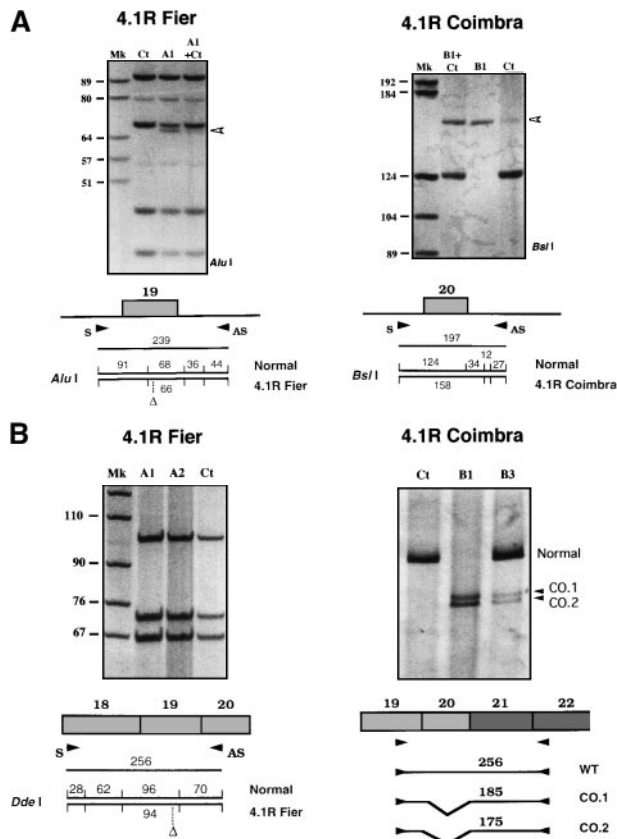 A
4.1R Fier
4.1R Coimbra
Mk Ct A1 A1 +Ct
89
80
64
57
51
Alu I
Mk B1+ Ct B1 Ct
192
184
124
104
89
Bsl I
19
S AS
239
91 68 36 44 Normal
Alu I
66 4.1R Fier
Δ
20
S AS
197
124 34 12 27 Normal
Bsl I
158 4.1R Coimbra
B
4.1R Fier
4.1R Coimbra
Mk A1 A2 Ct
110
90
76
67
Ct B1 B3
Normal
CO.1
CO.2
18 19 20
S AS
256
28 62 96 70 Normal
Dde I
94 4.1R Fier
Δ
19 20 21 22
256 WT
185 CO.1
175 CO.2